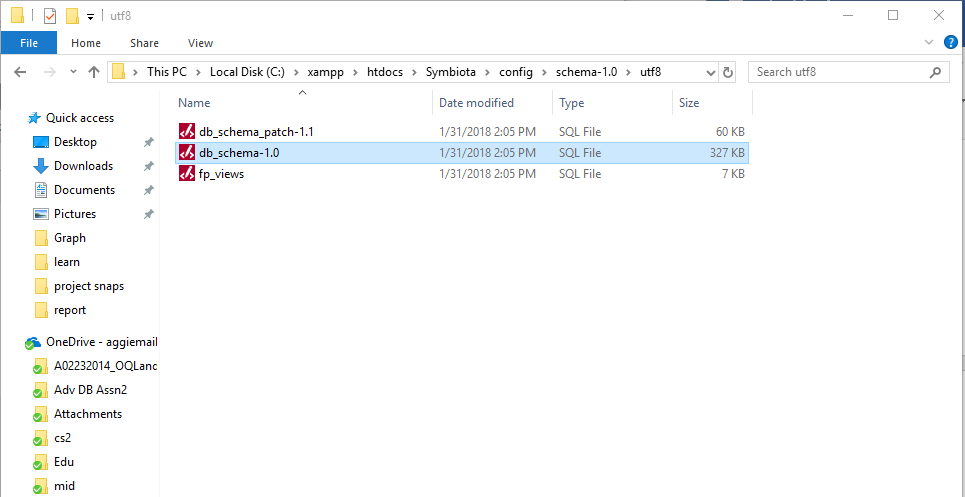 utf8
File Home Share View
This PC Local Disk (C:) xampp htdocs Symbiota config schema-1.0 utf8 Search utf8
Name Date modified Type Size
Quick access
Desktop
Downloads
Documents
Pictures
Graph
learn
project snaps
report
OneDrive - aggiemail
A02232014_OQLanc
Adv DB Assn2
Attachments
cs2
Edu
mid
db_schema_patch-1.1 1/31/2018 2:05 PM SQL File 60 KB
db_schema-1.0 1/31/2018 2:05 PM SQL File 327 KB
fp_views 1/31/2018 2:05 PM SQL File 7 KB